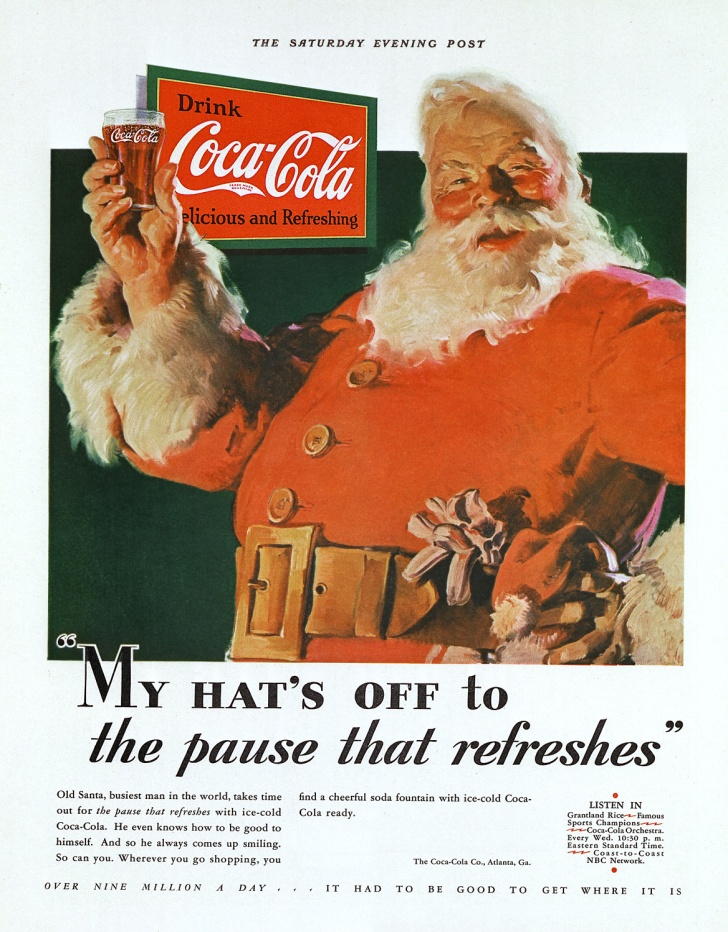 THE SATURDAY EVENING POST
Drink
Coca-Cola
Coca-Cola
elicious and Refreshing
“My hat's off to
the pause that refreshes”
Old Santa, busiest man in the world, takes time
out for the pause that refreshes with ice-cold
Coca-Cola. He even knows how to be good to
himself. And so he always comes up smiling.
So can you. Wherever you go shopping, you
find a cheerful soda fountain with ice-cold Coca-
Cola ready.
The Coca-Cola Co., Atlanta, Ga.
LISTEN IN
Grantland Rice Famous
Sports Champions
Coca-Cola Orchestra.
Every Wed. 10:30 p. m.
Eastern Standard Time.
Coast-to-Coast
NBC Network.
OVER NINE MILLION A DAY . . . IT HAD TO BE GOOD TO GET WHERE IT IS